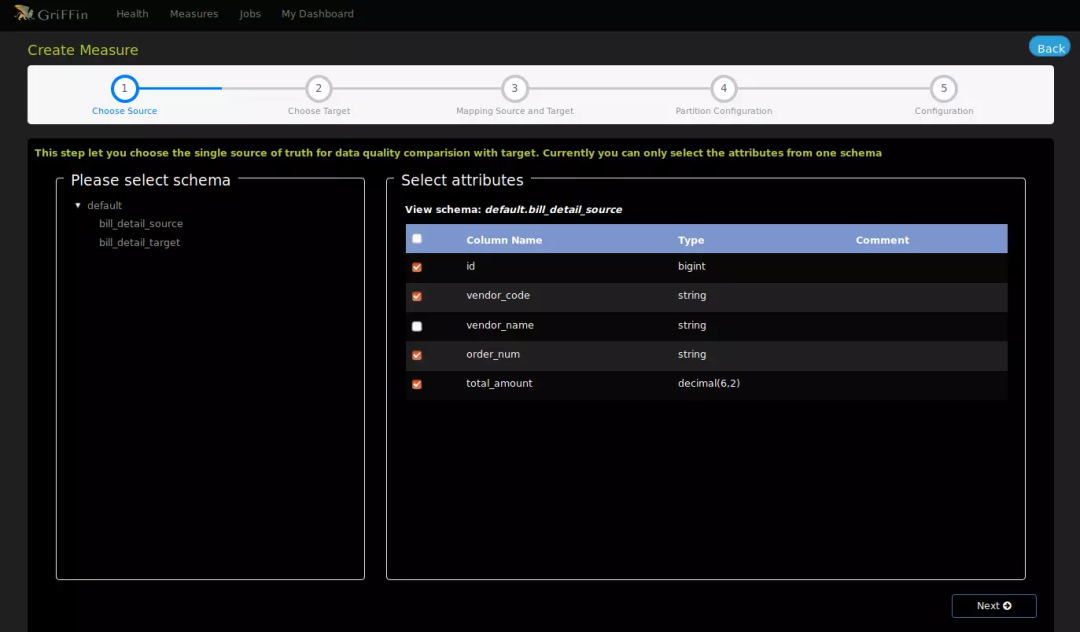 GriFFin Health Measures Jobs My Dashboard
Create Measure
Back
1 2 3 4 5
Choose Source Choose Target Mapping Source and Target Partition Configuration Configuration
This step let you choose the single source of truth for data quality comparision with target. Currently you can only select the attributes from one schema
Please select schema
default
bill_detail_source
bill_detail_target
Select attributes
View schema: default.bill_detail_source
Column Name Type Comment
id bigint
vendor_code string
vendor_name string
order_num string
total_amount decimal(6,2)
Next